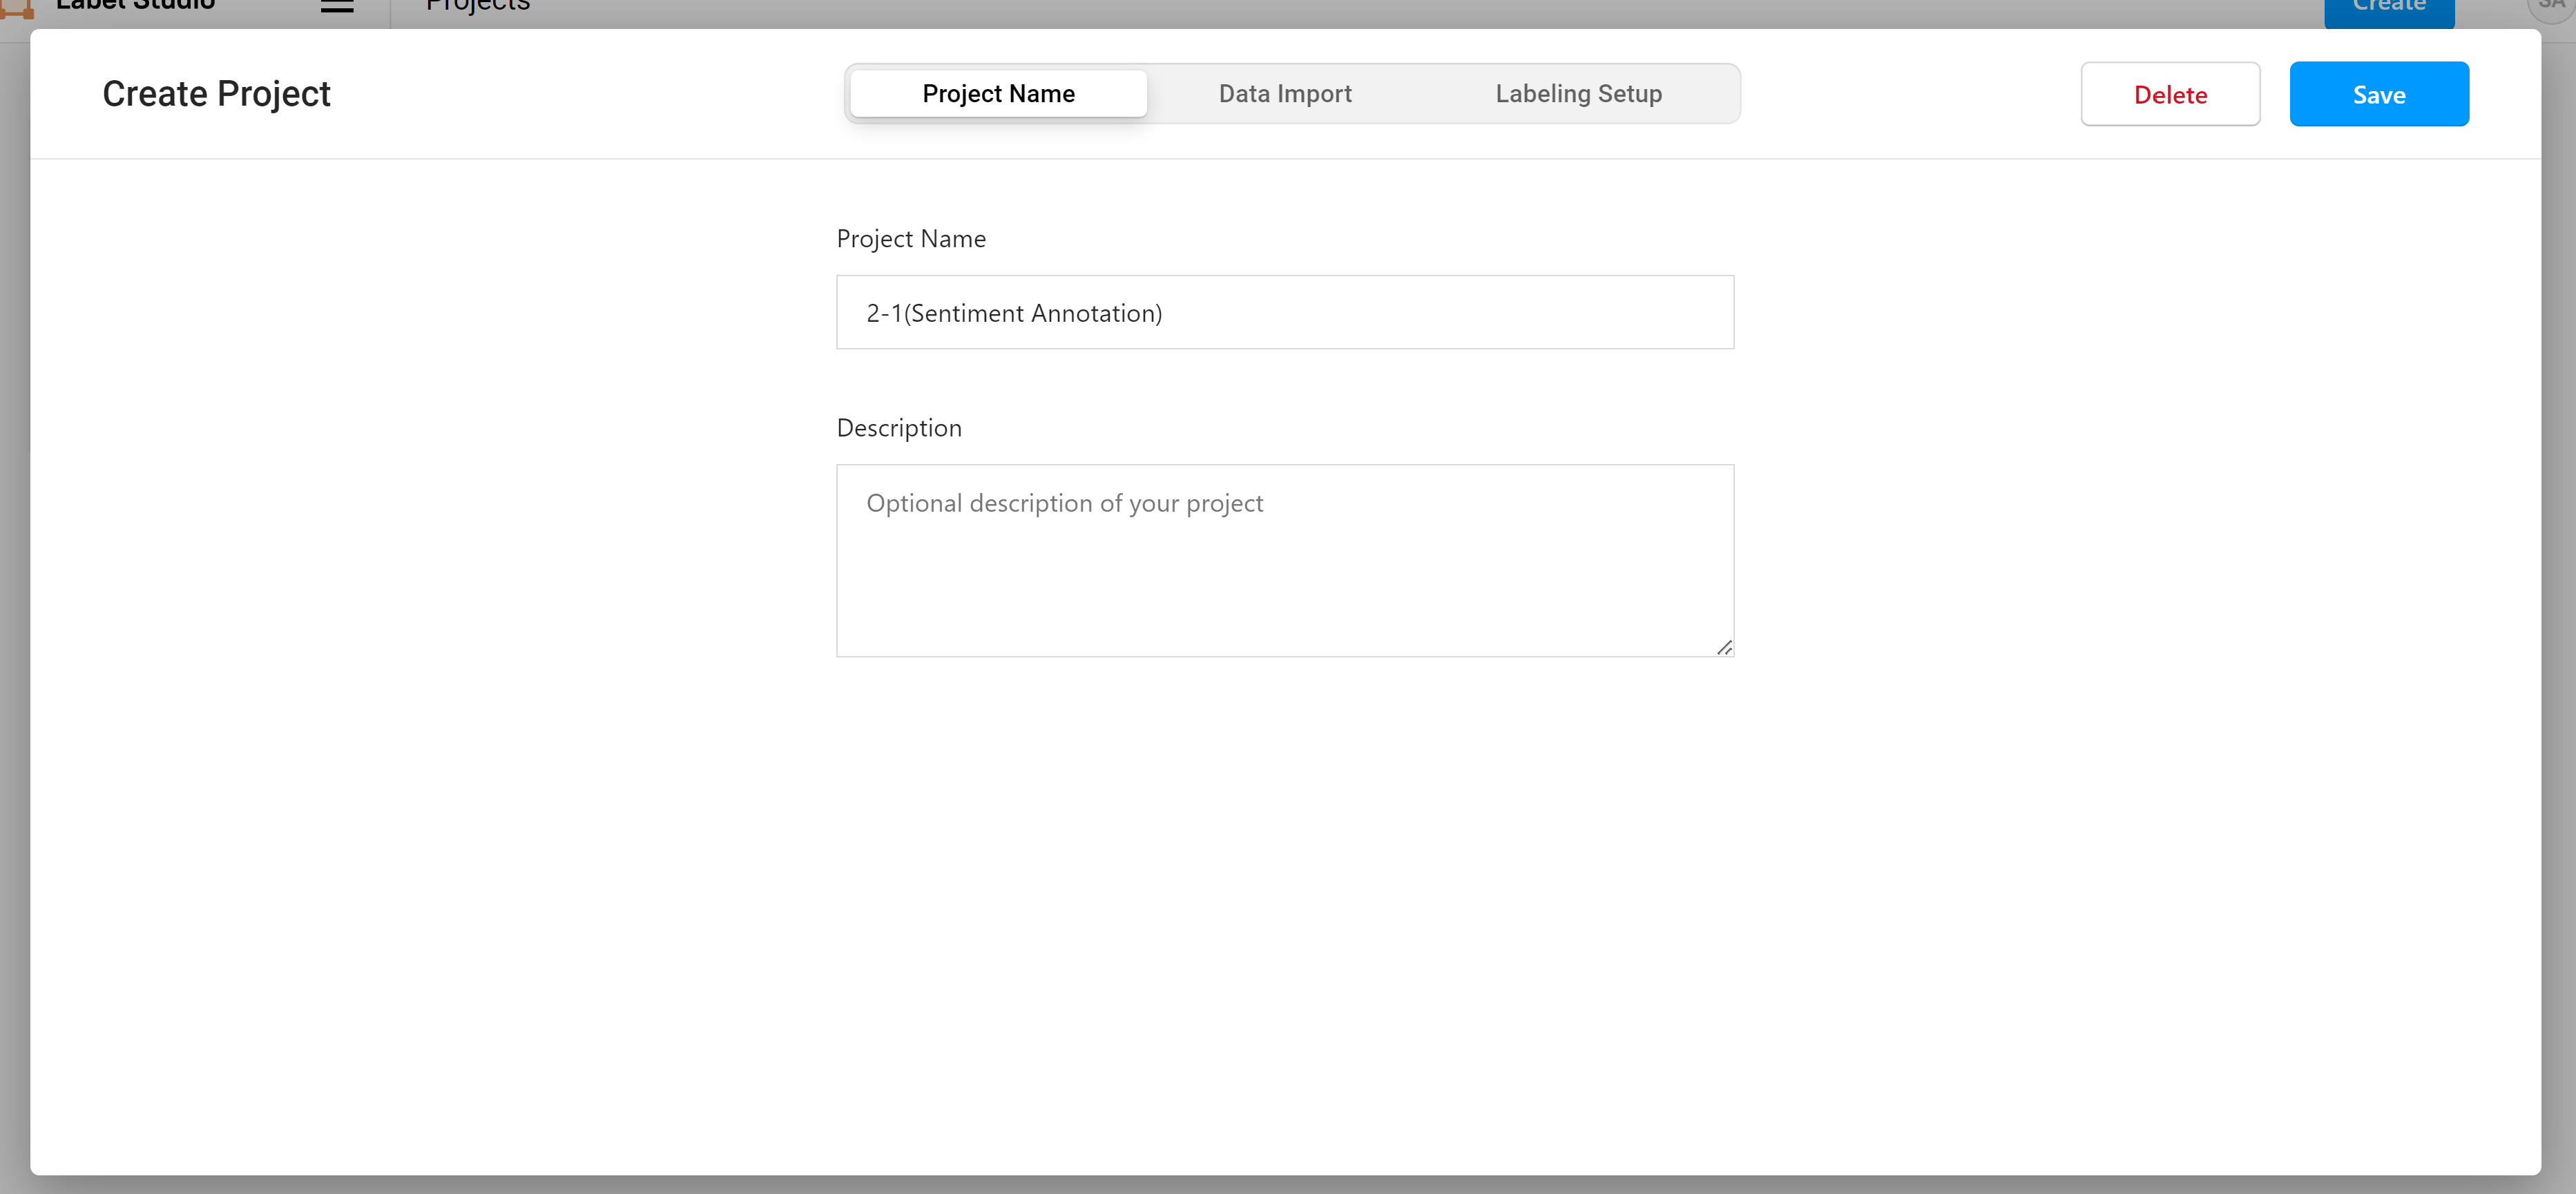 Label Studio
Projects
Create
SA
Create Project
Project Name
Data Import
Labeling Setup
Delete
Save
Project Name
2-1(Sentiment Annotation)
Description
Optional description of your project